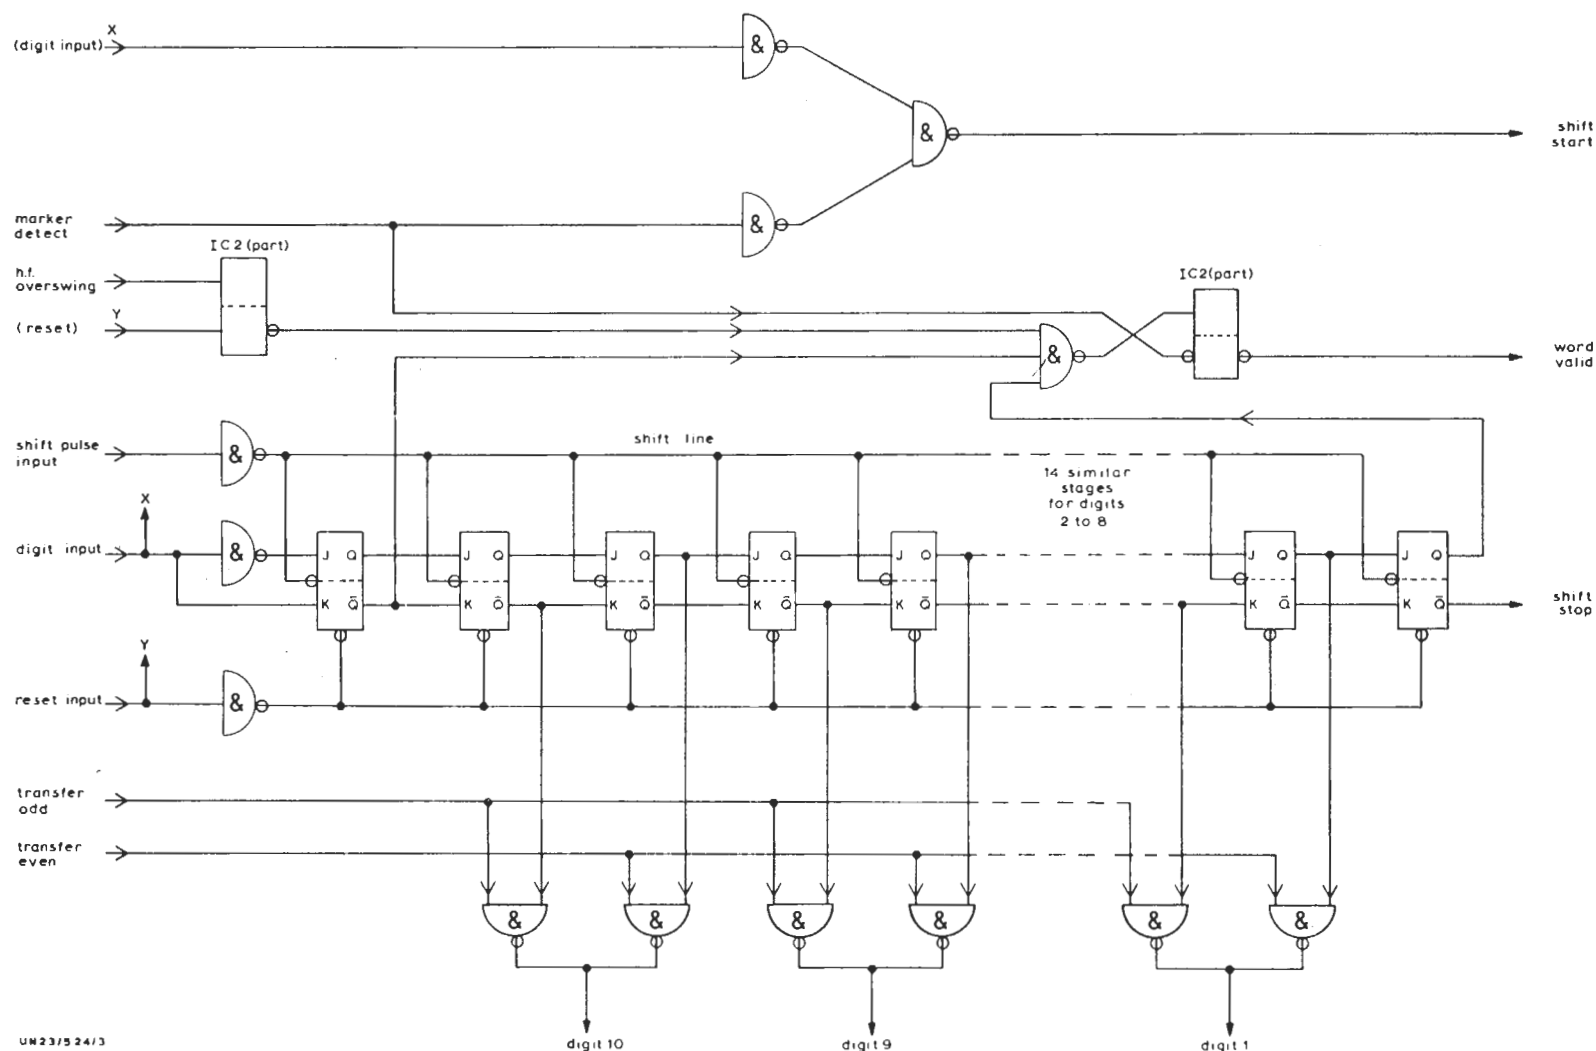 X
(digit input)
&
&
shift
start
marker
detect
&
IC2(part)
h.f.
overswing
IC2(part)
Y
(reset)
&
word
valid
shift pulse
input
&
shift line
14 similar
stages
for digits
2 to 8
X
digit input
&
J Q
J Q
J Q
J Q
J Q
J Q
J Q
K Q̄
K Q̄
K Q̄
K Q̄
K Q̄
K Q̄
K Q̄
shift
stop
Y
reset input
&
transfer
odd
transfer
even
&
&
&
&
&
&
UN23/524/3
digit 10
digit 9
digit 1